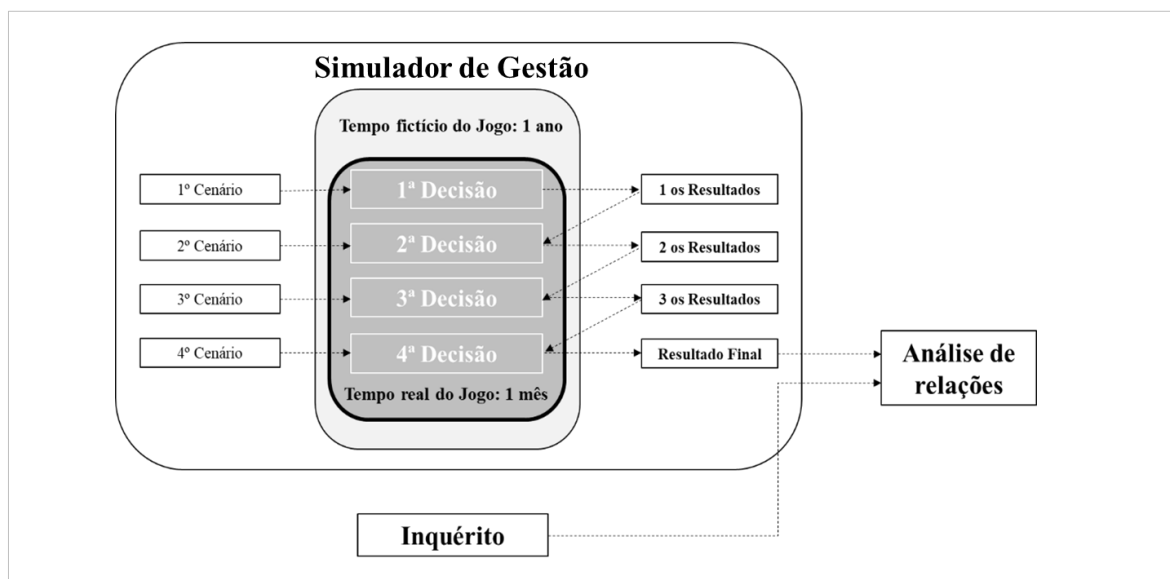 Simulador de Gestão
Tempo fictício do Jogo: 1 ano
1º Cenário
1ª Decisão
1 os Resultados
2º Cenário
2ª Decisão
2 os Resultados
3º Cenário
3ª Decisão
3 os Resultados
4º Cenário
4ª Decisão
Resultado Final
Tempo real do Jogo: 1 mês
Análise de
relações
Inquérito